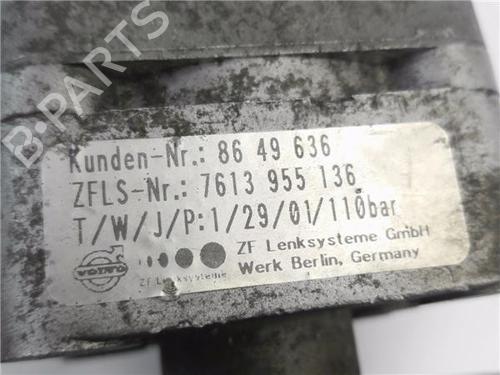 B-PARTS
Kunden-Nr.: 86 49 636
ZFLS-Nr.: 7613 955 136
T/W/J/P:1/29/01/110bar
VOLVO
ZF Lenksysteme
ZF Lenksysteme GmbH
Werk Berlin, Germany